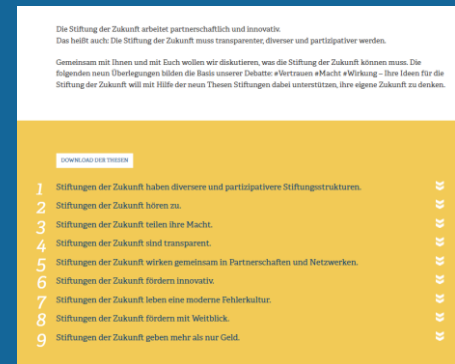 Die Stiftung der Zukunft arbeitet partnerschaftlich und innovativ.
Das heißt auch: Die Stiftung der Zukunft muss transparenter, diverser und partizipativer werden.
Gemeinsam mit Ihnen und mit Euch wollen wir diskutieren, was die Stiftung der Zukunft können muss. Die
folgenden neun Überlegungen bilden die Basis unserer Debatte: #Vertrauen #Macht #Wirkung – Ihre Ideen für die
Stiftung der Zukunft will mit Hilfe der neun Thesen Stiftungen dabei unterstützen, ihre eigene Zukunft zu denken.
DOWNLOAD DER THESEN
1 Stiftungen der Zukunft haben diversere und partizipativere Stiftungsstrukturen.
2 Stiftungen der Zukunft hören zu.
3 Stiftungen der Zukunft teilen ihre Macht.
4 Stiftungen der Zukunft sind transparent.
5 Stiftungen der Zukunft wirken gemeinsam in Partnerschaften und Netzwerken.
6 Stiftungen der Zukunft fördern innovativ.
7 Stiftungen der Zukunft leben eine moderne Fehlerkultur.
8 Stiftungen der Zukunft fördern mit Weitblick.
9 Stiftungen der Zukunft geben mehr als nur Geld.